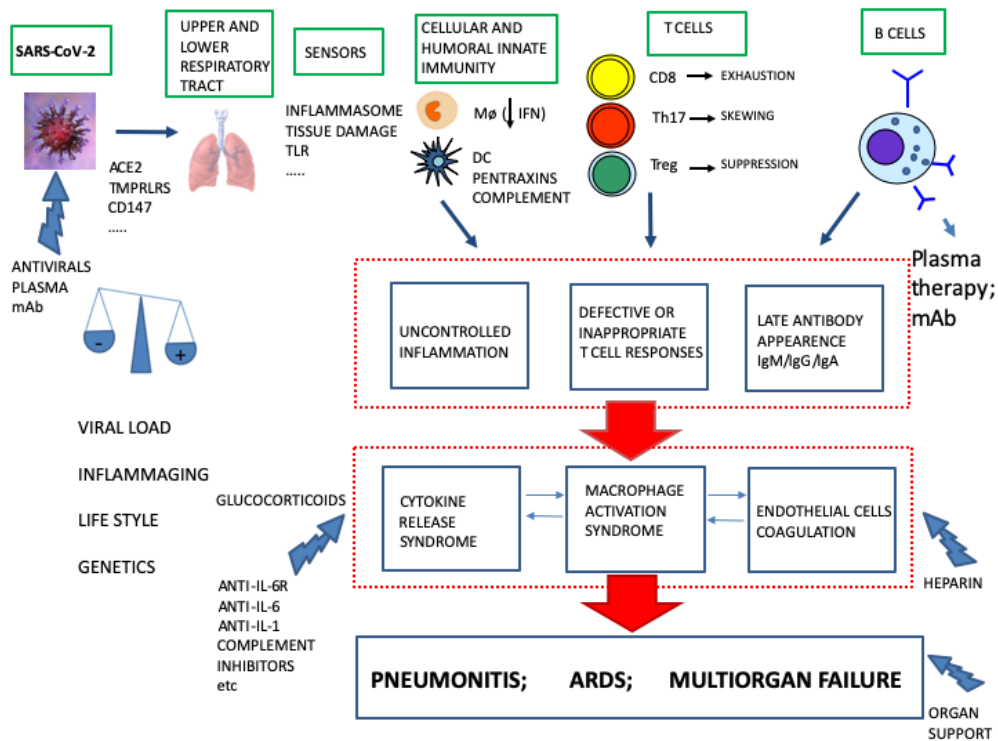 SARS-CoV-2
UPPER AND
LOWER
RESPIRATORY
TRACT
SENSORS
CELLULAR AND
HUMORAL INNATE
IMMUNITY
T CELLS
B CELLS
ACE2
TMPRLRS
CD147
.....
INFLAMMASOME
TISSUE DAMAGE
TLR
.....
Mø ( IFN)
DC
PENTRAXINS
COMPLEMENT
CD8 EXHAUSTION
Th17 SKEWING
Treg SUPPRESSION
ANTIVIRALS
PLASMA
mAb
-
+
Plasma
therapy;
mAb
UNCONTROLLED
INFLAMMATION
DEFECTIVE OR
INAPPROPRIATE
T CELL RESPONSES
LATE ANTIBODY
APPEARENCE
IgM/IgG/IgA
VIRAL LOAD
INFLAMMAGING
LIFE STYLE
GENETICS
GLUCOCORTICOIDS
ANTI-IL-6R
ANTI-IL-6
ANTI-IL-1
COMPLEMENT
INHIBITORS
etc
CYTOKINE
RELEASE
SYNDROME
MACROPHAGE
ACTIVATION
SYNDROME
ENDOTHELIAL CELLS
COAGULATION
HEPARIN
PNEUMONITIS; ARDS; MULTIORGAN FAILURE
ORGAN
SUPPORT